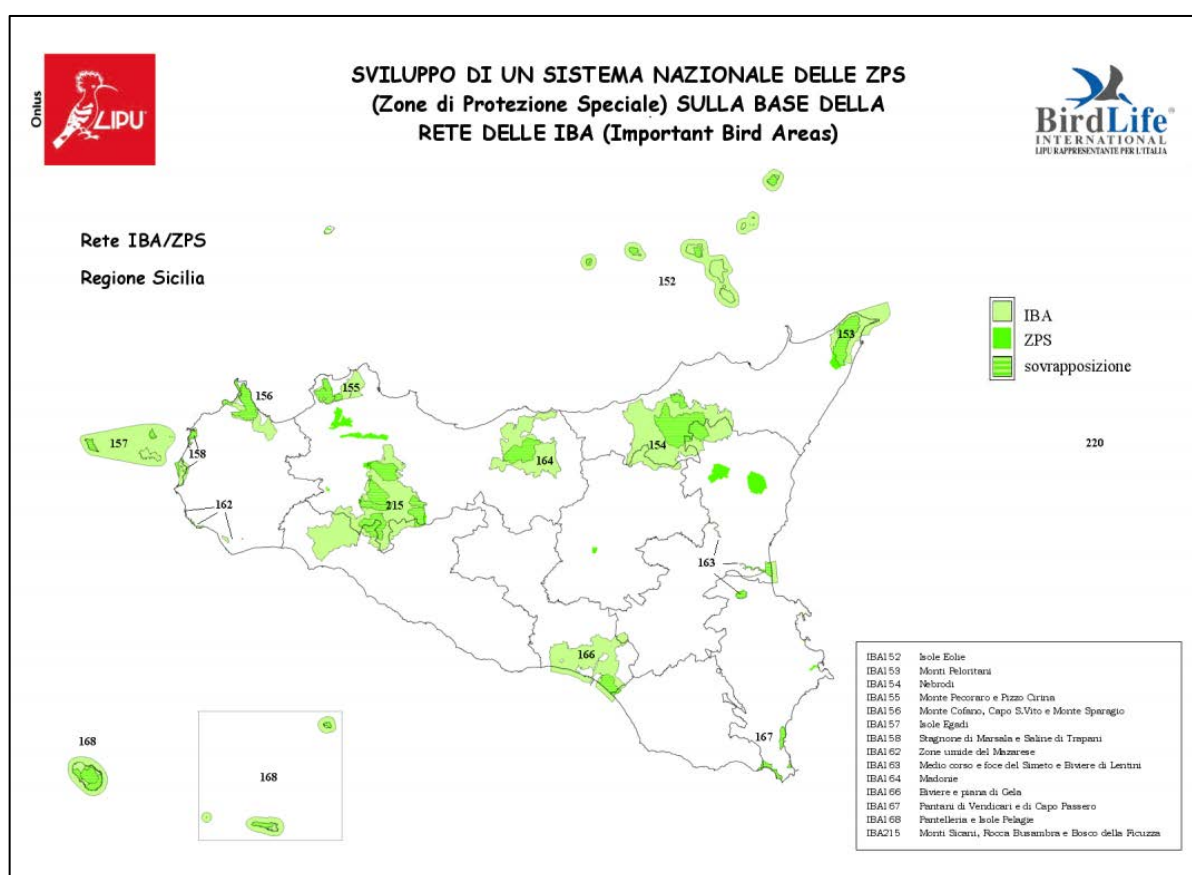 Onlus
LIPU
SVILUPPO DI UN SISTEMA NAZIONALE DELLE ZPS
(Zone di Protezione Speciale) SULLA BASE DELLA
RETE DELLE IBA (Important Bird Areas)
BirdLife
INTERNATIONAL
LIPU RAPPRESENTANTE PER L'ITALIA
Rete IBA/ZPS
Regione Sicilia
152
IBA
ZPS
sovrapposizione
153
155
156
157
158
154
164
220
215
162
163
166
167
168
168
IBA152 Isole Eolie
IBA153 Monti Peloritani
IBA154 Nebrodi
IBA155 Monte Pecoraro e Pizzo Cirina
IBA156 Monte Cofano, Capo S.Vito e Monte Sparagio
IBA157 Isole Egadi
IBA158 Stagnone di Marsala e Saline di Trapani
IBA162 Zone umide del Mazarese
IBA163 Medio corso e foce del Simeto e Biviere di Lentini
IBA164 Madonie
IBA166 Biviere e piana di Gela
IBA167 Pantani di Vendicari e di Capo Passero
IBA168 Pantelleria e Isole Pelagie
IBA215 Monti Sicani, Rocca Busambra e Bosco della Ficuzza